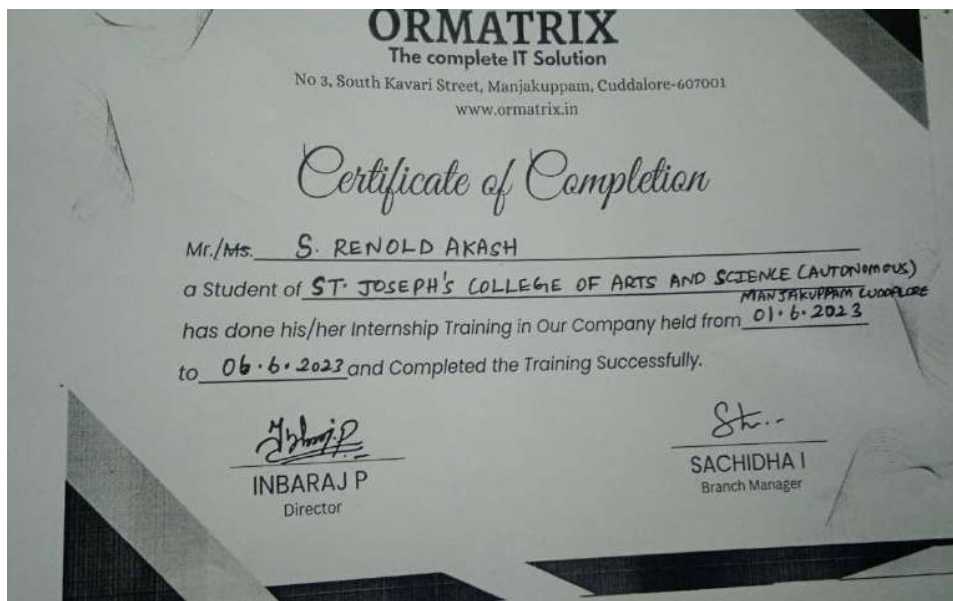 ORMATRIX
The complete IT Solution
No 3, South Kavari Street, Manjakuppam, Cuddalore-607001
www.ormatrix.in
Certificate of Completion
Mr./Ms. S. RENOLD AKASH
a Student of ST. JOSEPH'S COLLEGE OF ARTS AND SCIENCE (AUTONOMOUS)
MANJAKUPPAM CUDDALORE
has done his/her Internship Training in Our Company held from 01.6.2023
to 06.6.2023 and Completed the Training Successfully.
INBARAJ P
Director
SACHIDHA I
Branch Manager